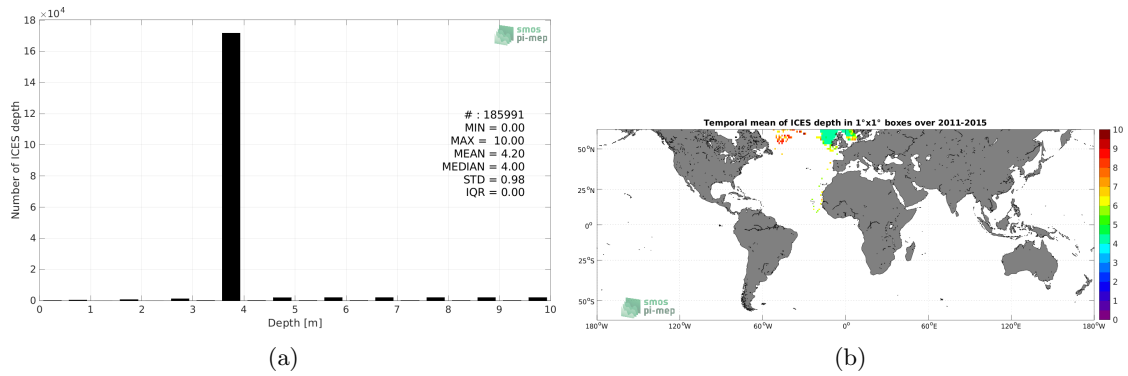 ×10⁴
18
16
14
12
10
8
6
4
2
0
Number of ICES depth
smos
pi-mep
# : 185991
MIN = 0.00
MAX = 10.00
MEAN = 4.20
MEDIAN = 4.00
STD = 0.98
IQR = 0.00
0 1 2 3 4 5 6 7 8 9 10
Depth [m]
(a)
Temporal mean of ICES depth in 1°x1° boxes over 2011-2015
50°N
25°N
0°
25°S
50°S
smos
pi-mep
180°W 120°W 60°W 0° 60°E 120°E 180°W
10
9
8
7
6
5
4
3
2
1
0
(b)